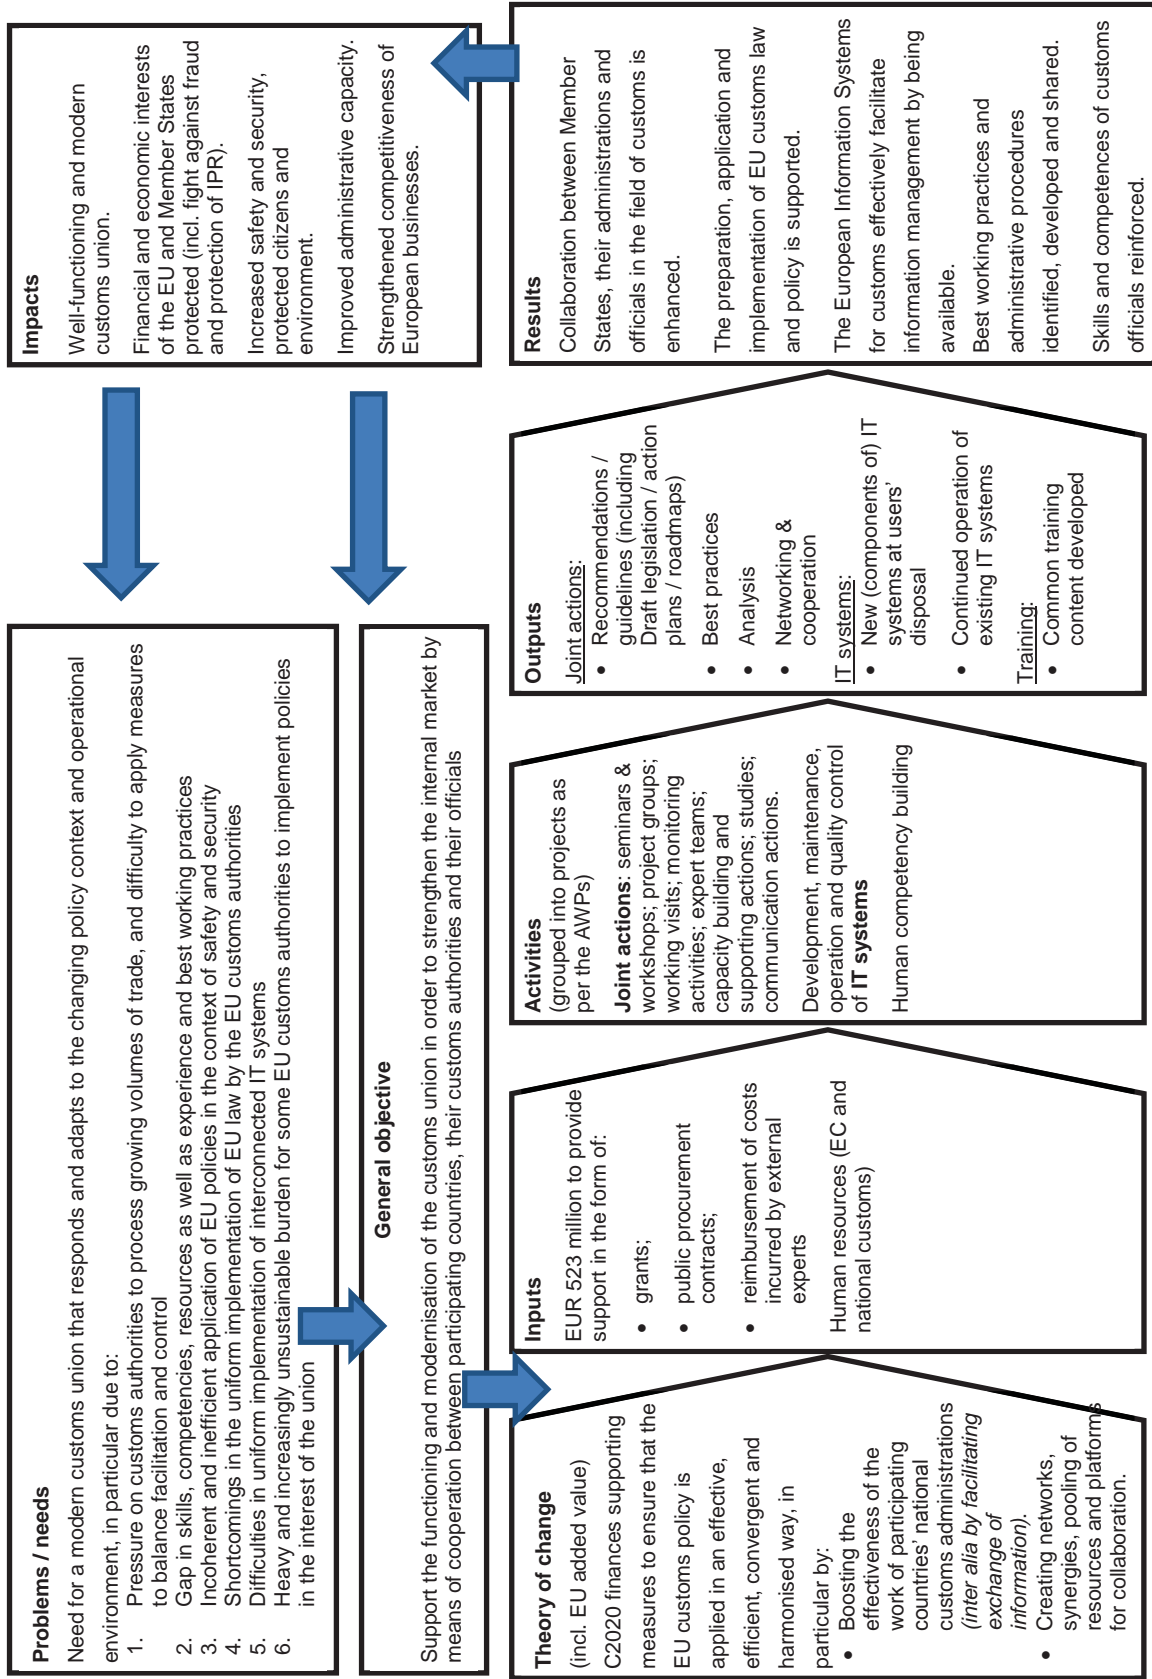 Problems / needs
Need for a modern customs union that responds and adapts to the changing policy context and operational
environment, in particular due to:
1. Pressure on customs authorities to process growing volumes of trade, and difficulty to apply measures
to balance facilitation and control
2. Gap in skills, competencies, resources as well as experience and best working practices
3. Incoherent and inefficient application of EU policies in the context of safety and security
4. Shortcomings in the uniform implementation of EU law by the EU customs authorities
5. Difficulties in uniform implementation of interconnected IT systems
6. Heavy and increasingly unsustainable burden for some EU customs authorities to implement policies
in the interest of the union
Impacts
Well-functioning and modern
customs union.
Financial and economic interests
of the EU and Member States
protected (incl. fight against fraud
and protection of IPR).
Increased safety and security,
protected citizens and
environment.
Improved administrative capacity.
Strengthened competitiveness of
European businesses.
General objective
Support the functioning and modernisation of the customs union in order to strengthen the internal market by
means of cooperation between participating countries, their customs authorities and their officials
Theory of change
(incl. EU added value)
C2020 finances supporting
measures to ensure that the
EU customs policy is
applied in an effective,
efficient, convergent and
harmonised way, in
particular by:
• Boosting the
effectiveness of the
work of participating
countries' national
customs administrations
(inter alia by facilitating
exchange of
information).
• Creating networks,
synergies, pooling of
resources and platforms
for collaboration.
Inputs
EUR 523 million to provide
support in the form of:
• grants;
• public procurement
contracts;
• reimbursement of costs
incurred by external
experts
Human resources (EC and
national customs)
Activities
(grouped into projects as
per the AWPs)
Joint actions: seminars &
workshops; project groups;
working visits; monitoring
activities; expert teams;
capacity building and
supporting actions; studies;
communication actions.
Development, maintenance,
operation and quality control
of IT systems
Human competency building
Outputs
Joint actions:
• Recommendations /
guidelines (including
Draft legislation / action
plans / roadmaps)
• Best practices
• Analysis
• Networking &
cooperation
IT systems:
• New (components of) IT
systems at users'
disposal
• Continued operation of
existing IT systems
Training:
• Common training
content developed
Results
Collaboration between Member
States, their administrations and
officials in the field of customs is
enhanced.
The preparation, application and
implementation of EU customs law
and policy is supported.
The European Information Systems
for customs effectively facilitate
information management by being
available.
Best working practices and
administrative procedures
identified, developed and shared.
Skills and competences of customs
officials reinforced.